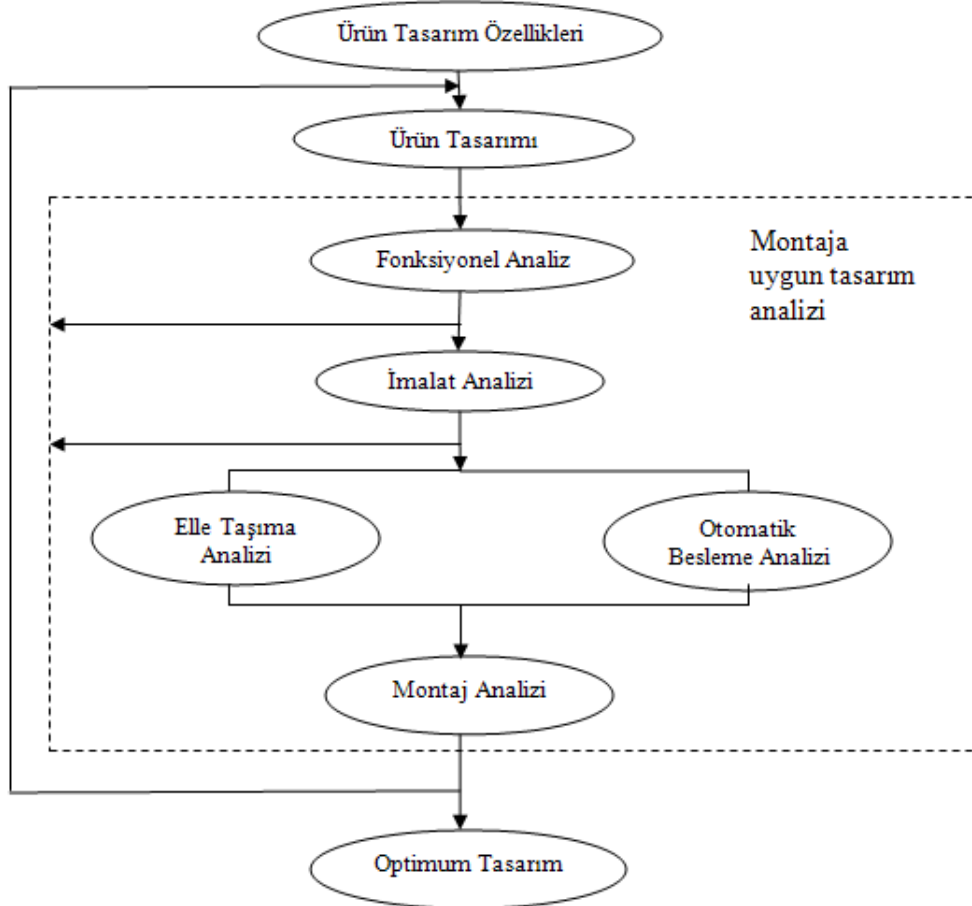 Ürün Tasarım Özellikleri
Ürün Tasarımı
Fonksiyonel Analiz
Montaja
uygun tasarım
analizi
İmalat Analizi
Elle Taşıma
Analizi
Otomatik
Besleme Analizi
Montaj Analizi
Optimum Tasarım